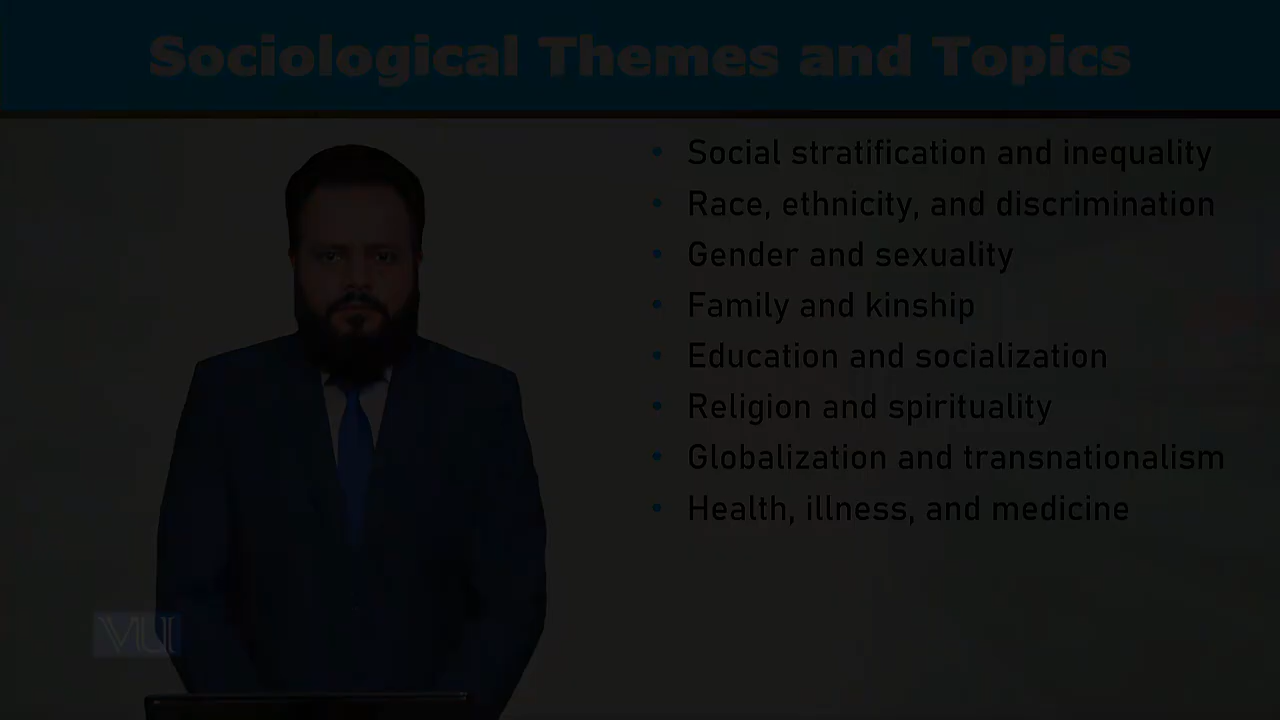 Sociological Themes and Topics
• Social stratification and inequality
• Race, ethnicity, and discrimination
• Gender and sexuality
• Family and kinship
• Education and socialization
• Religion and spirituality
• Globalization and transnationalism
• Health, illness, and medicine
VU